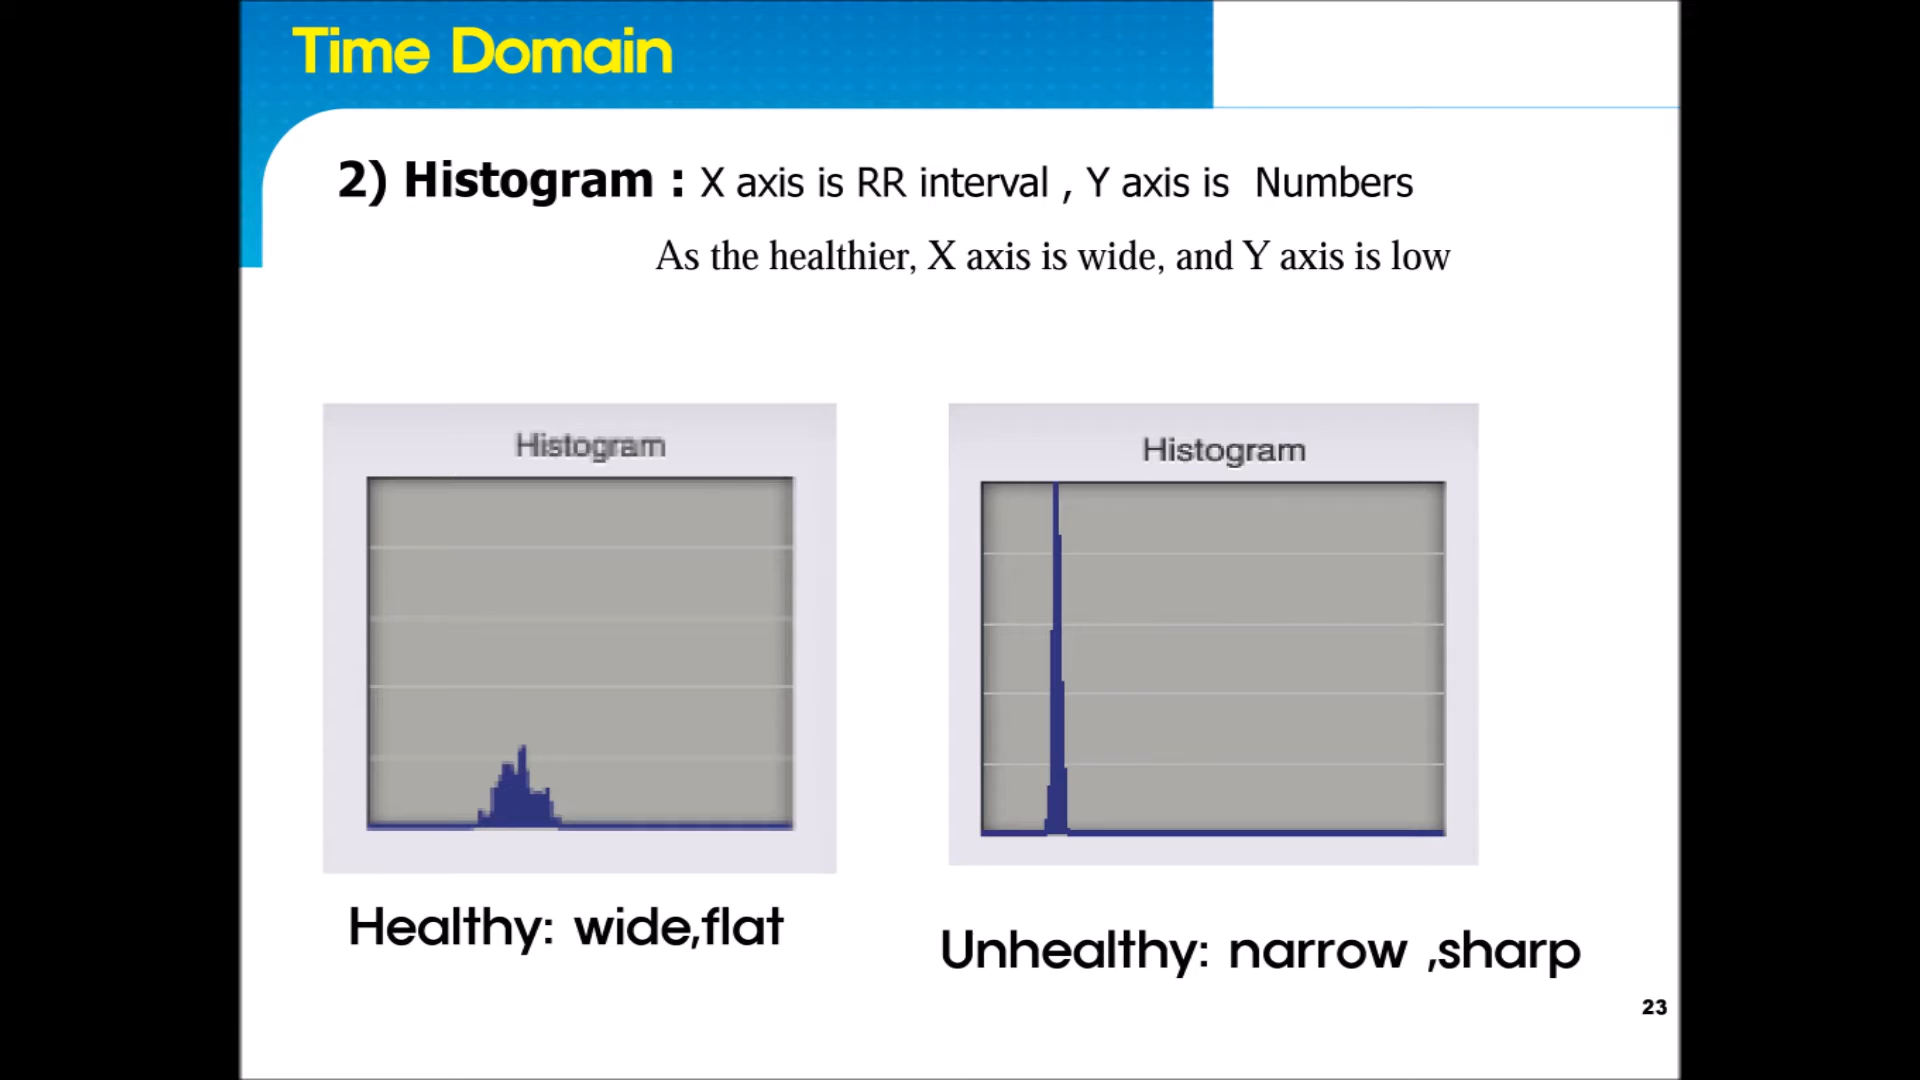 Time Domain
2) Histogram : X axis is RR interval , Y axis is Numbers
As the healthier, X axis is wide, and Y axis is low
Histogram
Histogram
Healthy: wide,flat
Unhealthy: narrow ,sharp
23